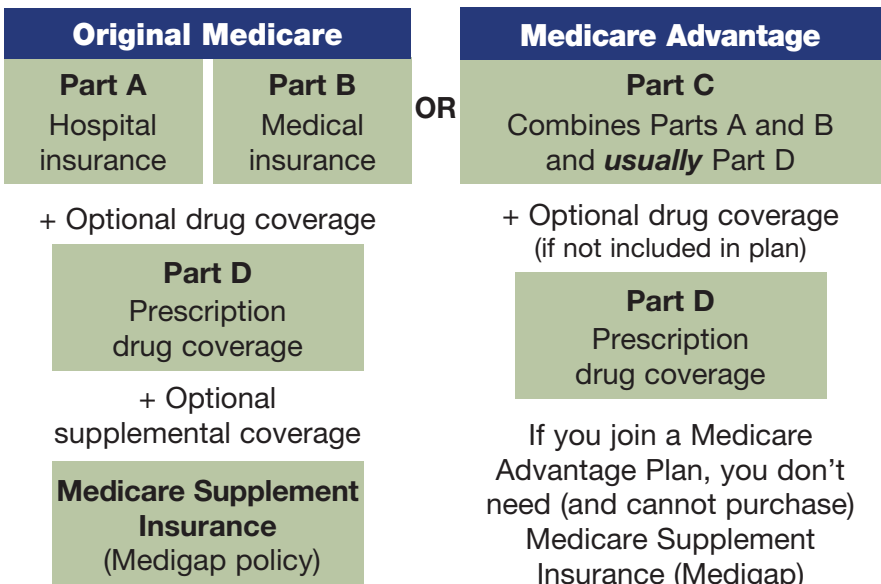 Original Medicare
Part A
Hospital
insurance
Part B
Medical
insurance
+ Optional drug coverage
Part D
Prescription
drug coverage
+ Optional
supplemental coverage
Medicare Supplement
Insurance
(Medigap policy)
OR
Medicare Advantage
Part C
Combines Parts A and B
and usually Part D
+ Optional drug coverage
(if not included in plan)
Part D
Prescription
drug coverage
If you join a Medicare
Advantage Plan, you don’t
need (and cannot purchase)
Medicare Supplement
Insurance (Medigap)